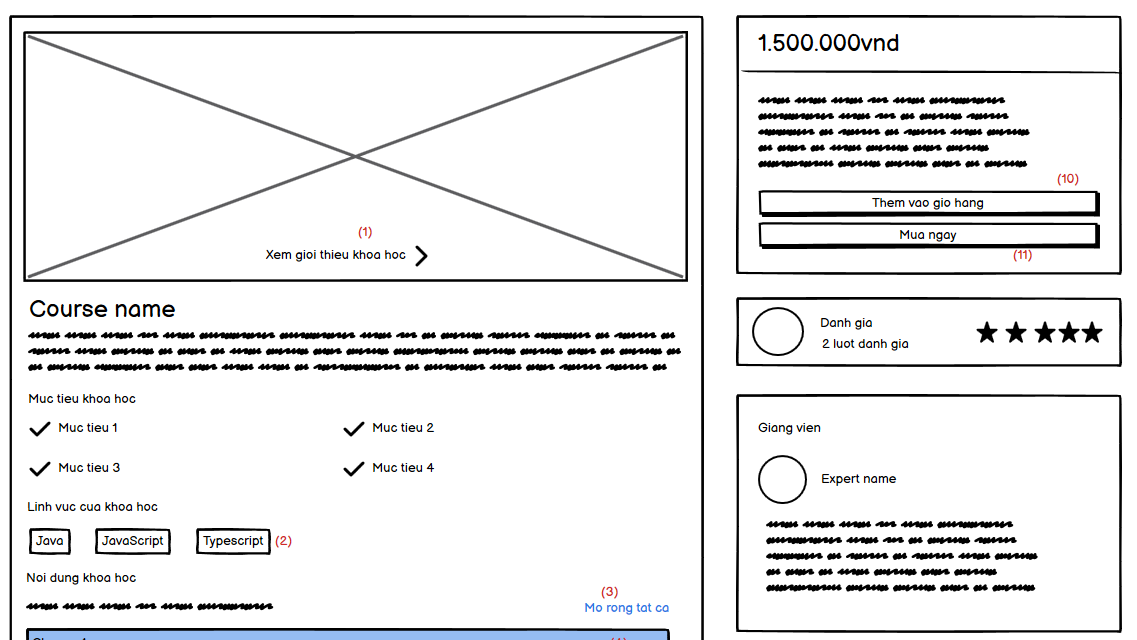 (1)
Xem gioi thieu khoa hoc
Course name
Muc tieu khoa hoc
Muc tieu 1
Muc tieu 2
Muc tieu 3
Muc tieu 4
Linh vuc cua khoa hoc
Java
JavaScript
Typescript
(2)
Noi dung khoa hoc
(3)
Mo rong tat ca
1.500.000vnd
(10)
Them vao gio hang
Mua ngay
(11)
Danh gia
2 luot danh gia
Giang vien
Expert name